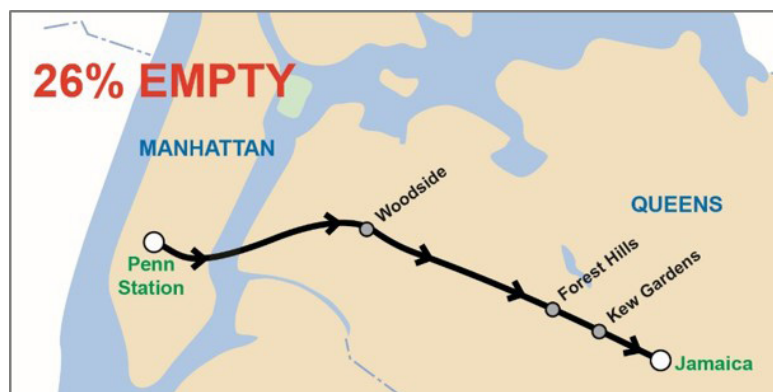 26% EMPTY
MANHATTAN
Woodside
QUEENS
Penn
Station
Forest Hills
Kew Gardens
Jamaica